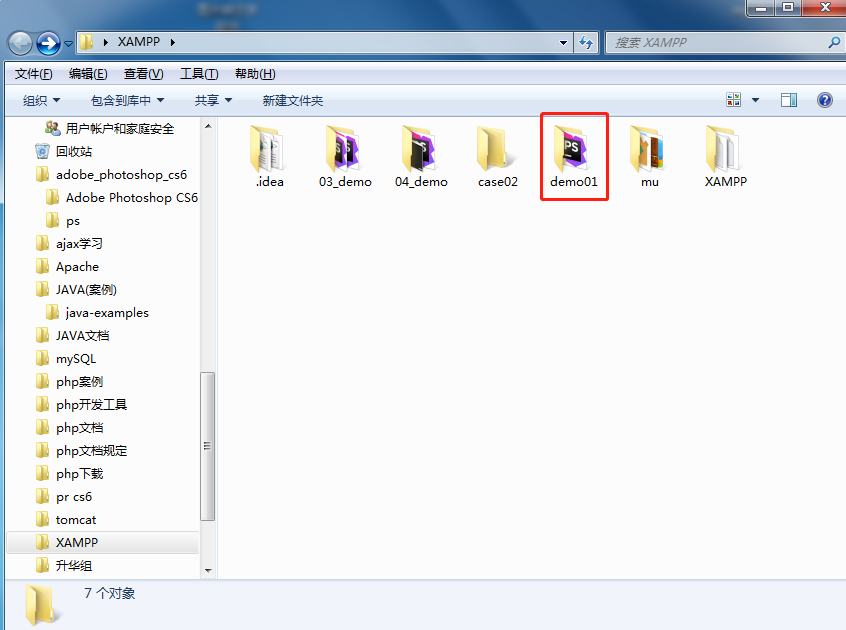 XAMPP
搜索 XAMPP
文件(F) 编辑(E) 查看(V) 工具(T) 帮助(H)
组织 包含到库中 共享 新建文件夹
用户帐户和家庭安全
回收站
adobe_photoshop_cs6
Adobe Photoshop CS6
ps
ajax学习
Apache
JAVA(案例)
java-examples
JAVA文档
mySQL
php案例
php开发工具
php文档
php文档规定
php下载
pr cs6
tomcat
XAMPP
升华组
.idea 03_demo 04_demo case02 demo01 mu XAMPP
7 个对象